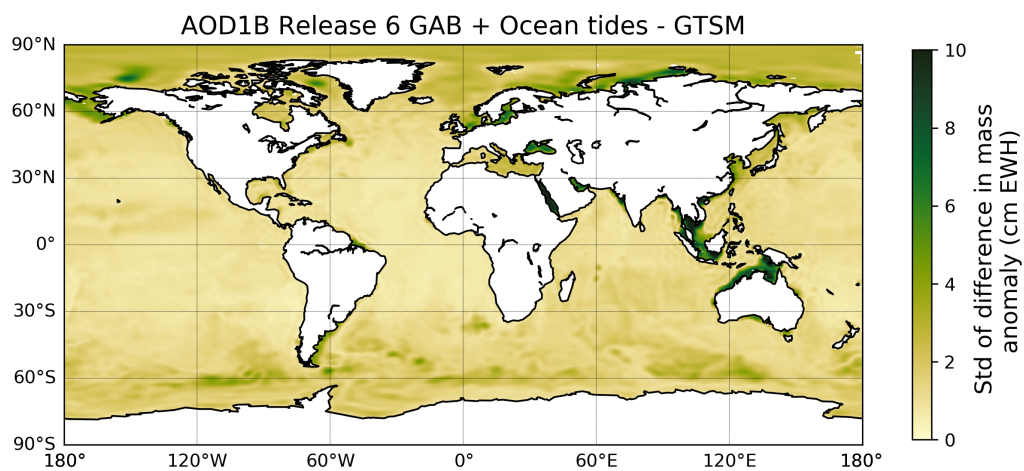 AOD1B Release 6 GAB + Ocean tides - GTSM
90°N
60°N
30°N
0°
30°S
60°S
90°S
180°
120°W
60°W
0°
60°E
120°E
180°
10
8
6
4
2
0
Std of difference in mass
anomaly (cm EWH)